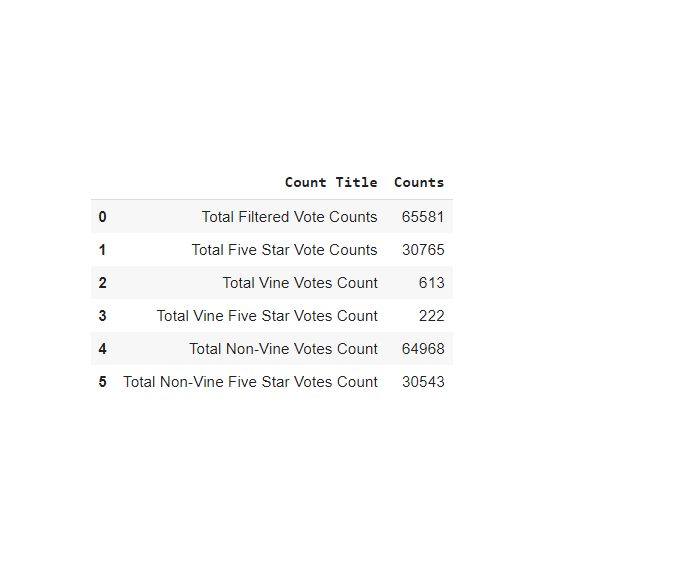 Count Title Counts
0 Total Filtered Vote Counts 65581
1 Total Five Star Vote Counts 30765
2 Total Vine Votes Count 613
3 Total Vine Five Star Votes Count 222
4 Total Non-Vine Votes Count 64968
5 Total Non-Vine Five Star Votes Count 30543